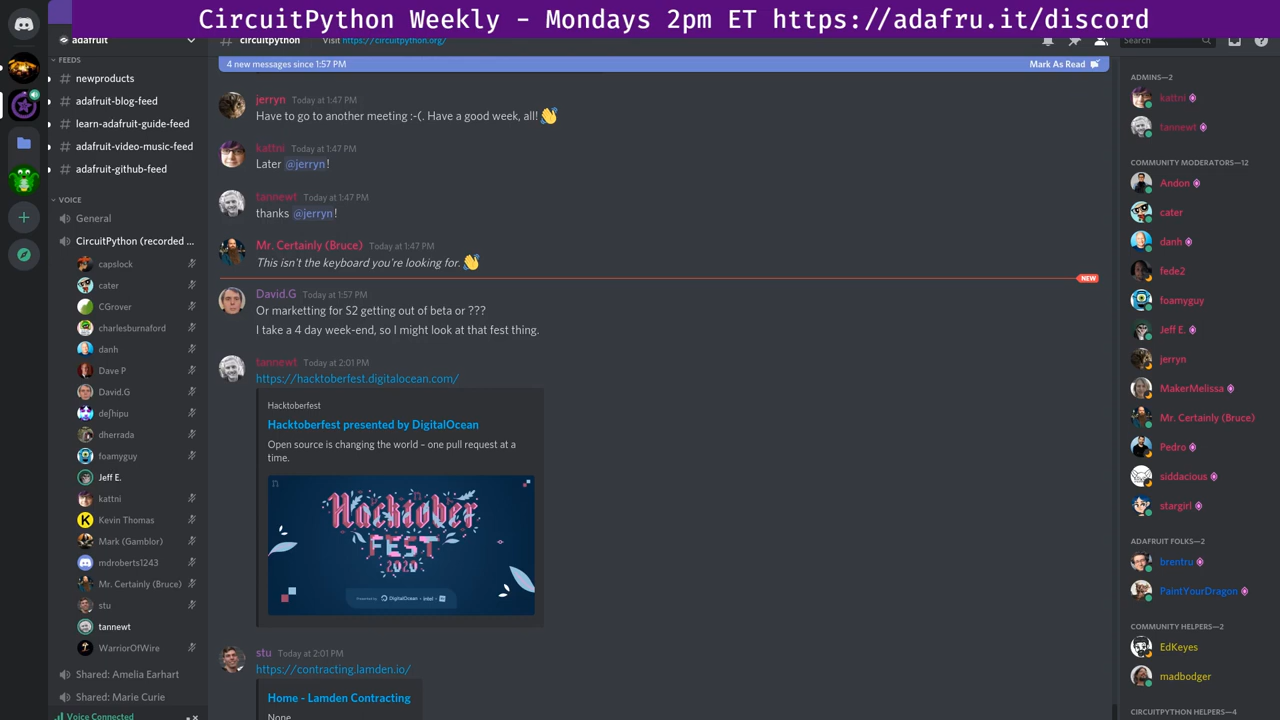 CircuitPython Weekly - Mondays 2pm ET https://adafru.it/discord
adafruit
# circuitpython
Visit https://circuitpython.org/
Search
FEEDS
# newproducts
# adafruit-blog-feed
# learn-adafruit-guide-feed
# adafruit-video-music-feed
# adafruit-github-feed
VOICE
General
CircuitPython (recorded ...
capslock
cater
CGrover
charlesburnaford
danh
Dave P
David.G
deʃhipu
dherrada
foamyguy
Jeff E.
kattni
Kevin Thomas
Mark (Gamblor)
mdroberts1243
Mr. Certainly (Bruce)
stu
tannewt
WarriorOfWire
Shared: Amelia Earhart
Shared: Marie Curie
Voice Connected
4 new messages since 1:57 PM
Mark As Read
jerryn Today at 1:47 PM
Have to go to another meeting :-(. Have a good week, all! 👋
kattni Today at 1:47 PM
Later @jerryn!
tannewt Today at 1:47 PM
thanks @jerryn!
Mr. Certainly (Bruce) Today at 1:47 PM
This isn't the keyboard you're looking for. 👋
NEW
David.G Today at 1:57 PM
Or marketting for S2 getting out of beta or ???
I take a 4 day week-end, so I might look at that fest thing.
tannewt Today at 2:01 PM
https://hacktoberfest.digitalocean.com/
Hacktoberfest
Hacktoberfest presented by DigitalOcean
Open source is changing the world – one pull request at a
time.
Hacktober
FEST
2020
Presented by DigitalOcean + intel + DEV
stu Today at 2:01 PM
https://contracting.lamden.io/
Home - Lamden Contracting
None
ADMINS—2
kattni
tannewt
COMMUNITY MODERATORS—12
Andon
cater
danh
fede2
foamyguy
Jeff E.
jerryn
MakerMelissa
Mr. Certainly (Bruce)
Pedro
siddacious
stargirl
ADAFRUIT FOLKS—2
brentru
PaintYourDragon
COMMUNITY HELPERS—2
EdKeyes
madbodger
CIRCUITPYTHON HELPERS—4